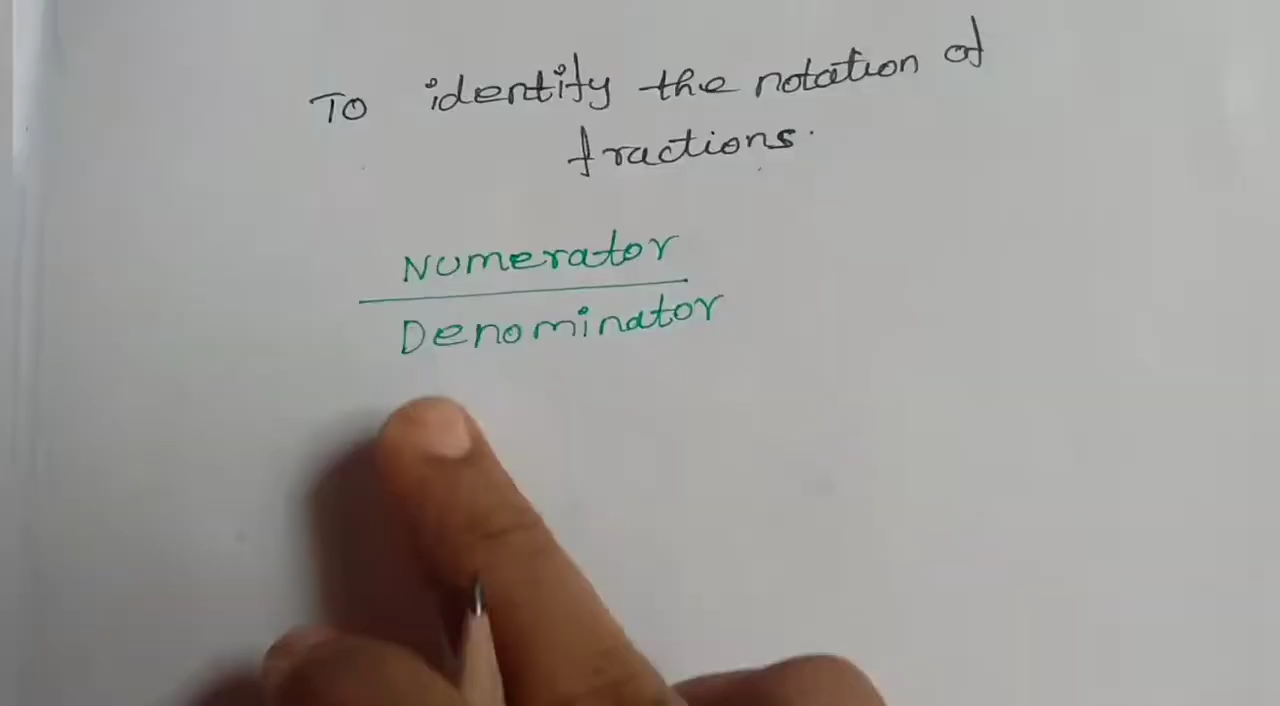 To identify the notation of
fractions.
Numerator
Denominator